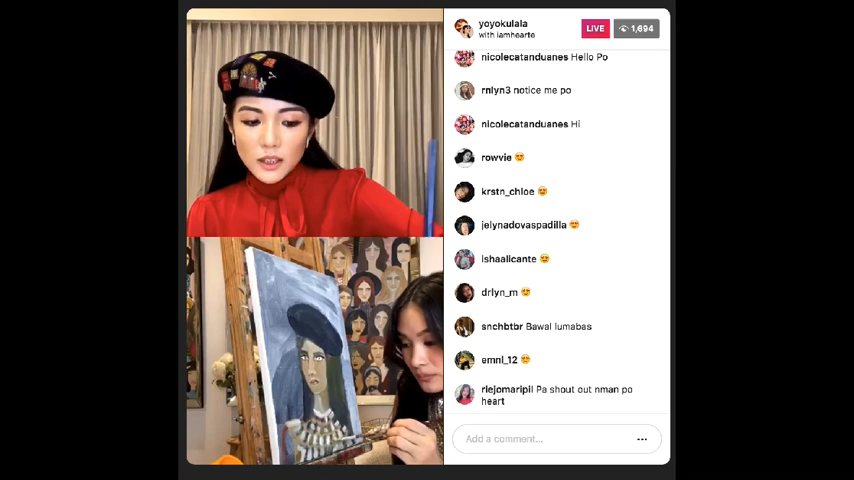 yoyokulala
with iamhearte
LIVE
1,694
nicolecatanduanes Hello Po
rnlyn3 notice me po
nicolecatanduanes Hi
rowvie 😍
krstn_chloe 😍
jelynadovaspadilla 😍
ishaalicante 😍
drlyn_m 😍
snchbtbr Bawal lumabas
emnl_12 😍
rlejomaripil Pa shout out nman po
heart
Add a comment...